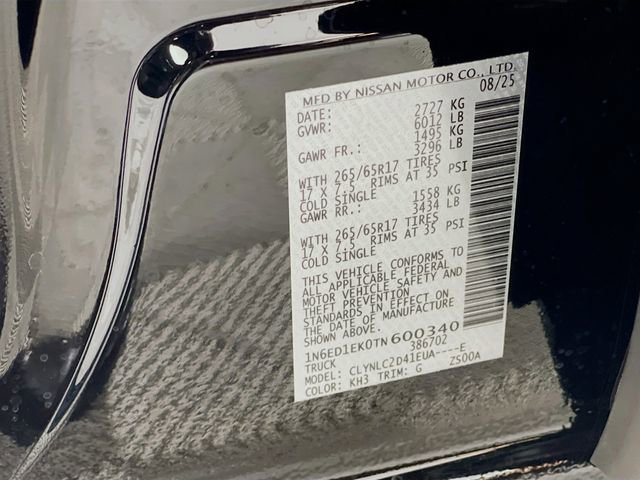 MFD BY NISSAN MOTOR CO., LTD.
DATE: 08/25
GVWR: 2727 KG
6012 LB
GAWR FR.: 1495 KG
3296 LB
WITH 265/65R17 TIRES
17 X 7.5 RIMS AT 35 PSI
COLD SINGLE
GAWR RR.: 1558 KG
3434 LB
WITH 265/65R17 TIRES
17 X 7.5 RIMS AT 35 PSI
COLD SINGLE
THIS VEHICLE CONFORMS TO
ALL APPLICABLE FEDERAL
MOTOR VEHICLE SAFETY AND
THEFT PREVENTION
STANDARDS IN EFFECT ON
THE DATE OF MANUFACTURE
SHOWN ABOVE.
1N6ED1EK0TN600340
TRUCK 386702
MODEL: CLYNLC2D41EUA----E
COLOR: KH3 TRIM: G ZS00A